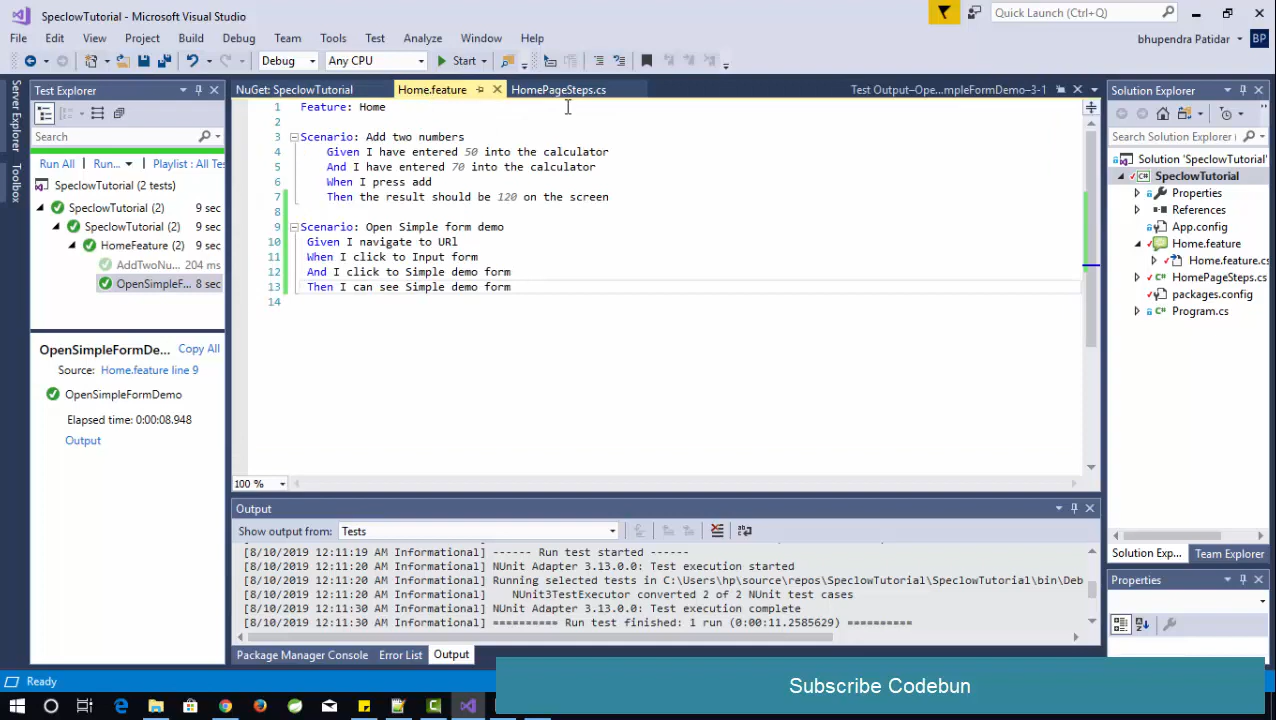 SpeclowTutorial - Microsoft Visual Studio
Quick Launch (Ctrl+Q)
File Edit View Project Build Debug Team Tools Test Analyze Window Help
bhupendra Patidar
BP
Debug Any CPU Start
Server Explorer
Toolbox
Test Explorer
Search
Run All Run... Playlist : All Te
SpeclowTutorial (2 tests)
SpeclowTutorial (2) 9 sec
SpeclowTutorial (2) 9 sec
HomeFeature (2) 9 sec
AddTwoNu... 204 ms
OpenSimpleF... 8 sec
OpenSimpleFormDe... Copy All
Source: Home.feature line 9
OpenSimpleFormDemo
Elapsed time: 0:00:08.948
Output
NuGet: SpeclowTutorial Home.feature HomePageSteps.cs Test Output-Ope...mpleFormDemo-3-1
1 Feature: Home
2
3 Scenario: Add two numbers
4 Given I have entered 50 into the calculator
5 And I have entered 70 into the calculator
6 When I press add
7 Then the result should be 120 on the screen
8
9 Scenario: Open Simple form demo
10 Given I navigate to URl
11 When I click to Input form
12 And I click to Simple demo form
13 Then I can see Simple demo form
14
100 %
Output
Show output from: Tests
[8/10/2019 12:11:19 AM Informational] ------ Run test started ------
[8/10/2019 12:11:20 AM Informational] NUnit Adapter 3.13.0.0: Test execution started
[8/10/2019 12:11:20 AM Informational] Running selected tests in C:\Users\hp\source\repos\SpeclowTutorial\SpeclowTutorial\bin\Deb
[8/10/2019 12:11:20 AM Informational] NUnit3TestExecutor converted 2 of 2 NUnit test cases
[8/10/2019 12:11:30 AM Informational] NUnit Adapter 3.13.0.0: Test execution complete
[8/10/2019 12:11:30 AM Informational] ========== Run test finished: 1 run (0:00:11.2585629) ==========
Package Manager Console Error List Output
Solution Explorer
Search Solution Explorer
Solution 'SpeclowTutorial'
SpeclowTutorial
Properties
References
App.config
Home.feature
Home.feature.cs
HomePageSteps.cs
packages.config
Program.cs
Solution Exp... Team Explorer
Properties
Ready
Subscribe Codebun